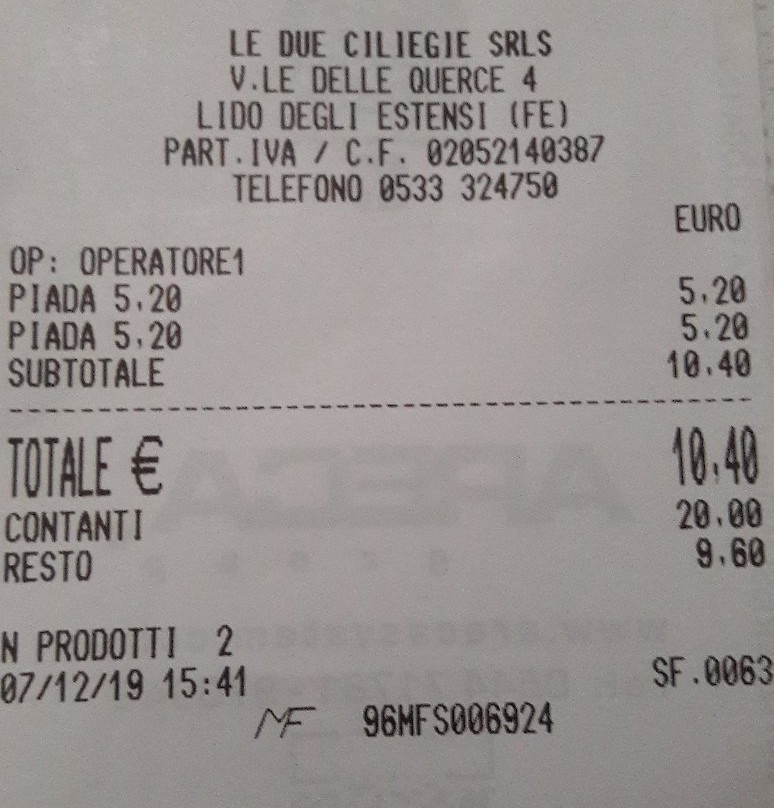 LE DUE CILIEGIE SRLS
V.LE DELLE QUERCE 4
LIDO DEGLI ESTENSI (FE)
PART.IVA / C.F. 02052140387
TELEFONO 0533 324750
EURO
OP: OPERATORE1
PIADA 5.20 5.20
PIADA 5.20 5.20
SUBTOTALE 10.40
TOTALE € 10.40
CONTANTI 20.00
RESTO 9.60
N PRODOTTI 2
07/12/19 15:41 SF.0063
MF 96MFS006924